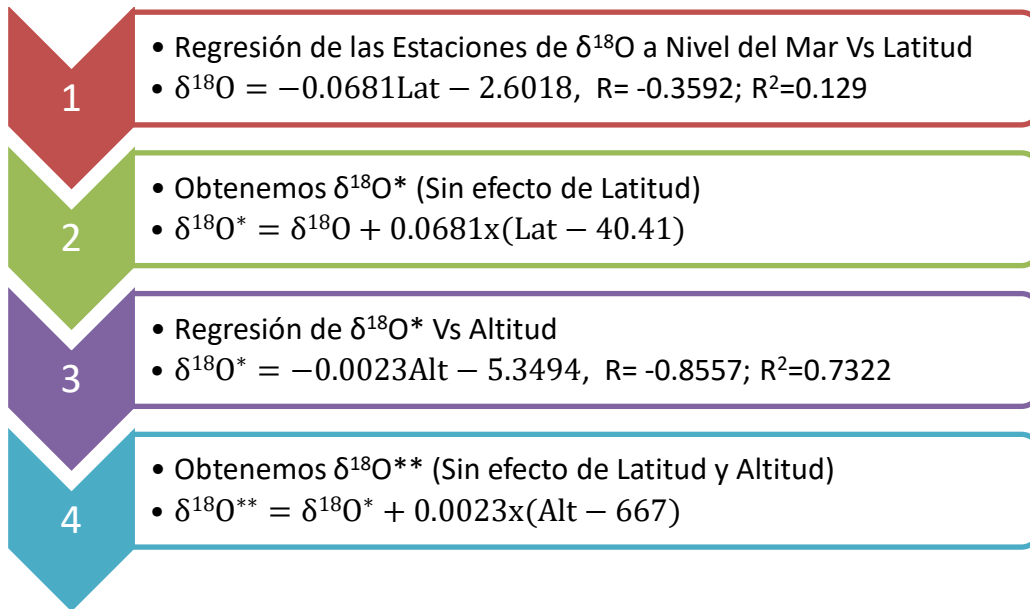 1
• Regresión de las Estaciones de δ¹⁸O a Nivel del Mar Vs Latitud
• δ¹⁸O = −0.0681Lat − 2.6018, R= -0.3592; R²=0.129
2
• Obtenemos δ¹⁸O* (Sin efecto de Latitud)
• δ¹⁸O* = δ¹⁸O + 0.0681x(Lat − 40.41)
3
• Regresión de δ¹⁸O* Vs Altitud
• δ¹⁸O* = −0.0023Alt − 5.3494, R= -0.8557; R²=0.7322
4
• Obtenemos δ¹⁸O** (Sin efecto de Latitud y Altitud)
• δ¹⁸O** = δ¹⁸O* + 0.0023x(Alt − 667)